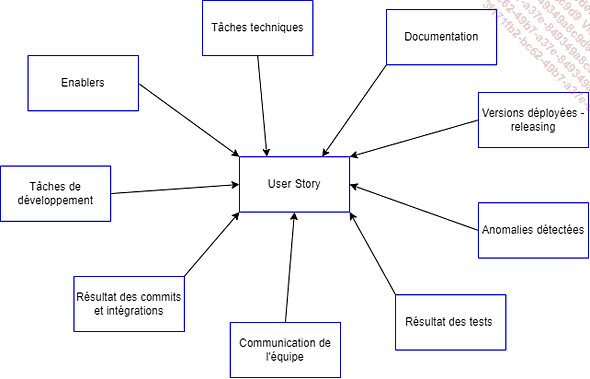 Tâches techniques
Documentation
Enablers
Versions déployées -
releasing
User Story
Tâches de
développement
Anomalies détectées
Résultat des commits
et intégrations
Résultat des tests
Communication de
l'équipe